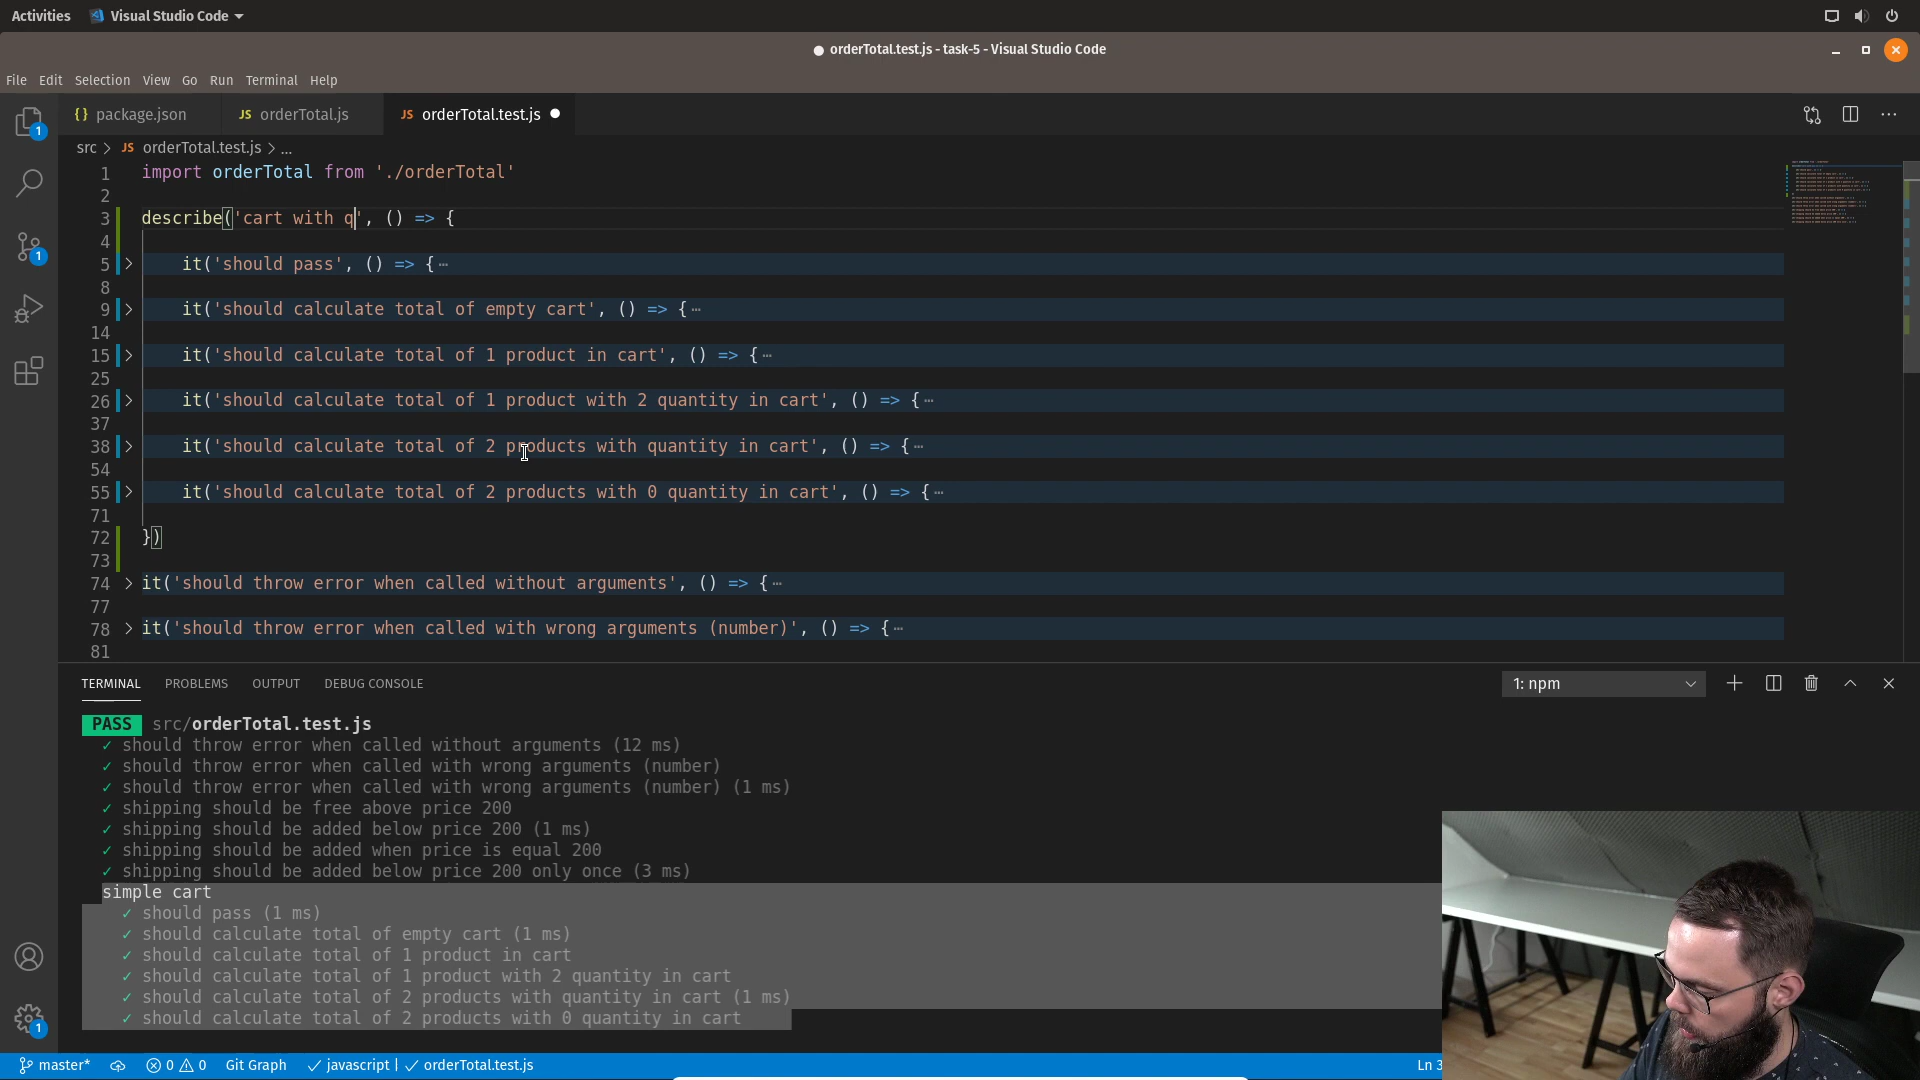 Activities Visual Studio Code
● orderTotal.test.js - task-5 - Visual Studio Code
File Edit Selection View Go Run Terminal Help
{} package.json JS orderTotal.js JS orderTotal.test.js
src > JS orderTotal.test.js > ...
1 import orderTotal from './orderTotal'
2
3 describe('cart with q', () => {
4
5 it('should pass', () => {⋯
8
9 it('should calculate total of empty cart', () => {⋯
14
15 it('should calculate total of 1 product in cart', () => {⋯
25
26 it('should calculate total of 1 product with 2 quantity in cart', () => {⋯
37
38 it('should calculate total of 2 products with quantity in cart', () => {⋯
54
55 it('should calculate total of 2 products with 0 quantity in cart', () => {⋯
71
72 })
73
74 it('should throw error when called without arguments', () => {⋯
77
78 it('should throw error when called with wrong arguments (number)', () => {⋯
81
TERMINAL PROBLEMS OUTPUT DEBUG CONSOLE 1: npm
PASS src/orderTotal.test.js
✓ should throw error when called without arguments (12 ms)
✓ should throw error when called with wrong arguments (number)
✓ should throw error when called with wrong arguments (number) (1 ms)
✓ shipping should be free above price 200
✓ shipping should be added below price 200 (1 ms)
✓ shipping should be added when price is equal 200
✓ shipping should be added below price 200 only once (3 ms)
simple cart
✓ should pass (1 ms)
✓ should calculate total of empty cart (1 ms)
✓ should calculate total of 1 product in cart
✓ should calculate total of 1 product with 2 quantity in cart
✓ should calculate total of 2 products with quantity in cart (1 ms)
✓ should calculate total of 2 products with 0 quantity in cart
1
1
1
master* 0 0 Git Graph ✓ javascript | ✓ orderTotal.test.js Ln 3